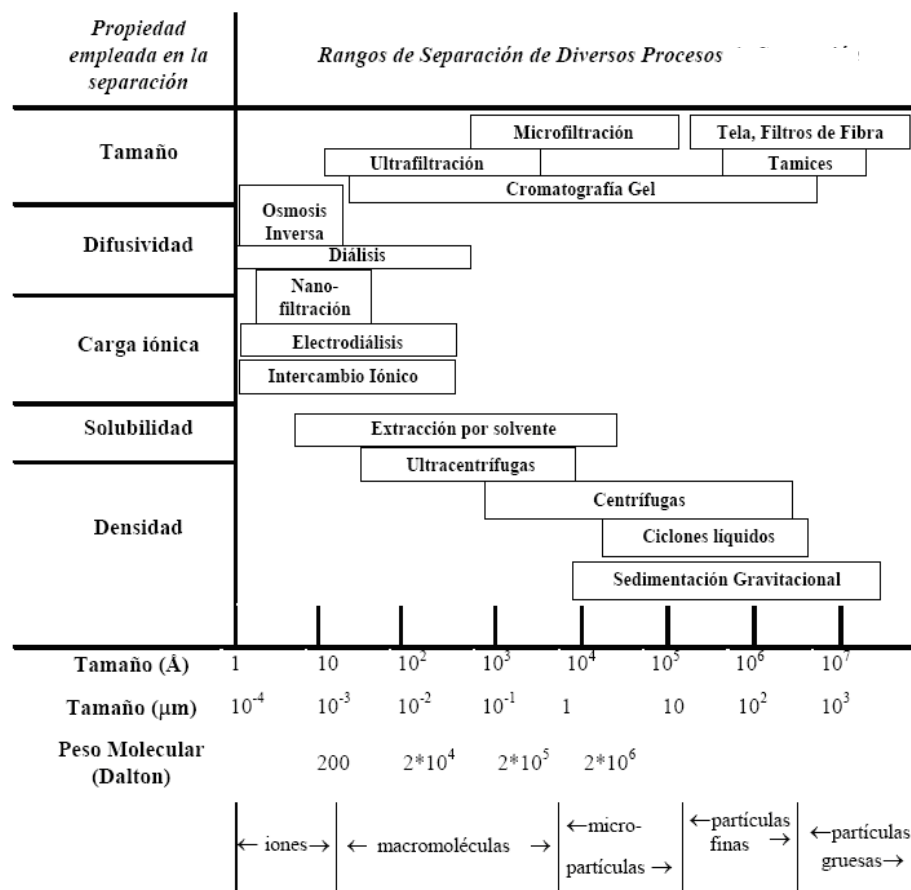 Propiedad
empleada en la
separación
Rangos de Separación de Diversos Procesos
Tamaño
Microfiltración
Tela, Filtros de Fibra
Ultrafiltración
Tamices
Cromatografía Gel
Osmosis
Inversa
Difusividad
Diálisis
Nano-
filtración
Carga iónica
Electrodiálisis
Intercambio Iónico
Solubilidad
Extracción por solvente
Ultracentrífugas
Densidad
Centrífugas
Ciclones líquidos
Sedimentación Gravitacional
Tamaño (Å) 1 10 10² 10³ 10⁴ 10⁵ 10⁶ 10⁷
Tamaño (μm) 10⁻⁴ 10⁻³ 10⁻² 10⁻¹ 1 10 10² 10³
Peso Molecular
(Dalton)
200 2*10⁴ 2*10⁵ 2*10⁶
← iones →
← macromoléculas →
←micro-
partículas →
←partículas
finas →
←partículas
gruesas→